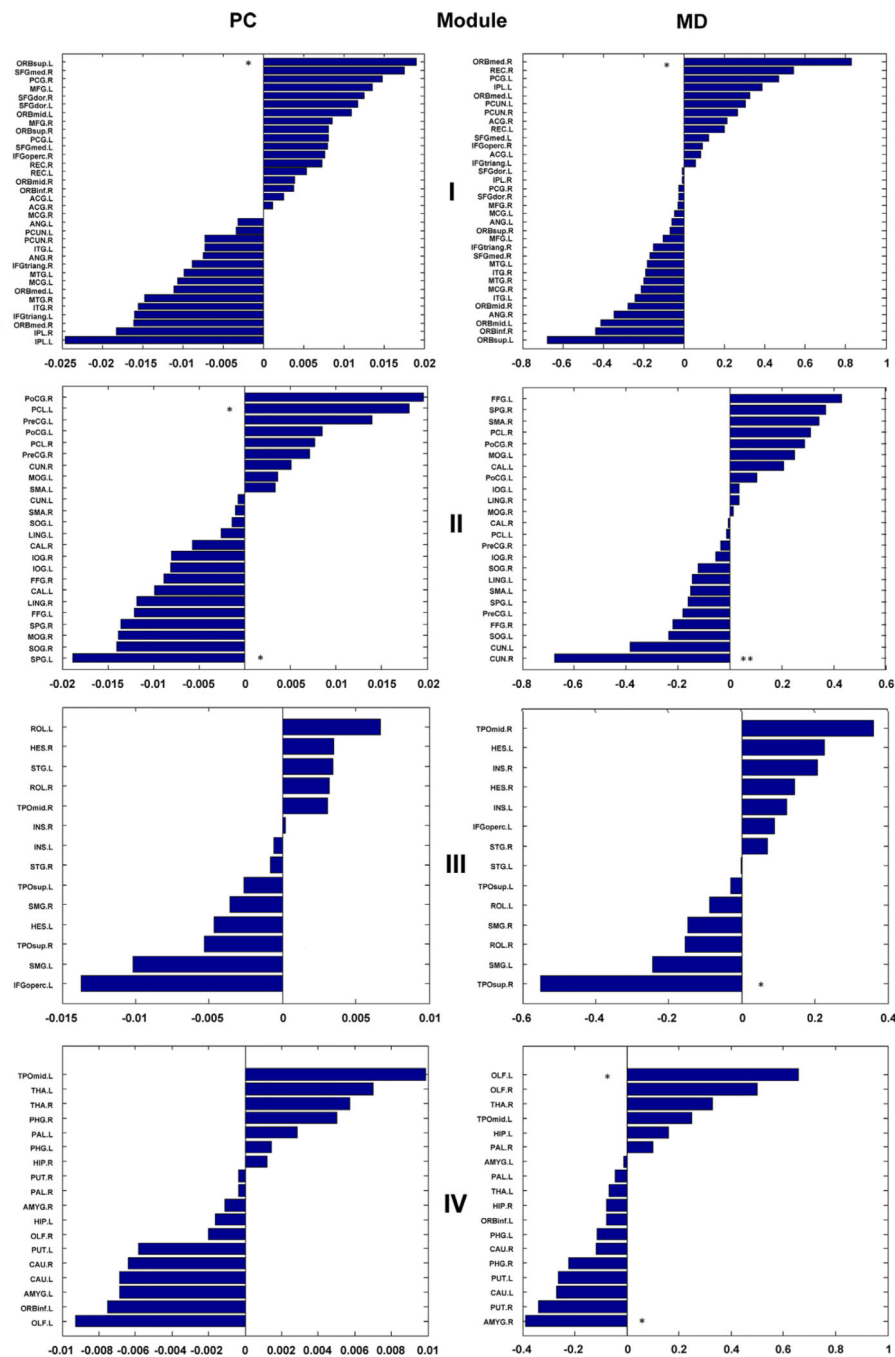 PC Module MD
ORBsup.L
SFGmed.R
PCG.R
MFG.L
SFGdor.R
SFGdor.L
ORBmid.L
MFG.R
ORBsup.R
PCG.L
SFGmed.L
IFGoperc.R
REC.R
REC.L
ORBmid.R
ORBinf.R
ACG.L
ACG.R
MCG.R
ANG.L
PCUN.L
PCUN.R
ITG.L
ANG.R
IFGtriang.R
MTG.L
MCG.L
ORBmed.L
MTG.R
ITG.R
IFGtriang.L
ORBmed.R
IPL.R
IPL.L
*
-0.025 -0.02 -0.015 -0.01 -0.005 0 0.005 0.01 0.015 0.02
I
ORBmed.R
REC.R
PCG.L
IPL.L
ORBmed.L
PCUN.L
PCUN.R
ACG.R
REC.L
SFGmed.L
IFGoperc.R
ACG.L
IFGtriang.L
SFGdor.L
IPL.R
PCG.R
SFGdor.R
MFG.R
MCG.L
ANG.L
ORBsup.R
MFG.L
IFGtriang.R
SFGmed.R
MTG.L
ITG.R
MTG.R
MCG.R
ITG.L
ORBmid.R
ANG.R
ORBmid.L
ORBinf.R
ORBsup.L
*
-0.8 -0.6 -0.4 -0.2 0 0.2 0.4 0.6 0.8 1
PoCG.R
PCL.L
PreCG.L
PoCG.L
PCL.R
PreCG.R
CUN.R
MOG.L
SMA.L
CUN.L
SMA.R
SOG.L
LING.L
CAL.R
IOG.R
IOG.L
FFG.R
CAL.L
LING.R
FFG.L
SPG.R
MOG.R
SOG.R
SPG.L
*
*
-0.02 -0.015 -0.01 -0.005 0 0.005 0.01 0.015 0.02
II
FFG.L
SPG.R
SMA.R
PCL.R
PoCG.R
MOG.L
CAL.L
PoCG.L
IOG.L
LING.R
MOG.R
CAL.R
PCL.L
PreCG.R
IOG.R
SOG.R
LING.L
SMA.L
SPG.L
PreCG.L
FFG.R
SOG.L
CUN.L
CUN.R
**
-0.8 -0.6 -0.4 -0.2 0 0.2 0.4 0.6 0.8
ROL.L
HES.R
STG.L
ROL.R
TPOmid.R
INS.R
INS.L
STG.R
TPOsup.L
SMG.R
HES.L
TPOsup.R
SMG.L
IFGoperc.L
-0.015 -0.01 -0.005 0 0.005 0.01
III
TPOmid.R
HES.L
INS.R
HES.R
INS.L
IFGoperc.L
STG.R
STG.L
TPOsup.L
ROL.L
SMG.R
ROL.R
SMG.L
TPOsup.R
*
-0.6 -0.4 -0.2 0 0.2 0.4
TPOmid.L
THA.L
THA.R
PHG.R
PAL.L
PHG.L
HIP.R
PUT.R
PAL.R
AMYG.R
HIP.L
OLF.R
PUT.L
CAU.R
CAU.L
AMYG.L
ORBinf.L
OLF.L
-0.01 -0.008 -0.006 -0.004 -0.002 0 0.002 0.004 0.006 0.008 0.01
IV
OLF.L
OLF.R
THA.R
TPOmid.L
HIP.L
PAL.R
AMYG.L
PAL.L
THA.L
HIP.R
ORBinf.L
PHG.L
CAU.R
PHG.R
PUT.L
CAU.L
PUT.R
AMYG.R
*
*
-0.4 -0.2 0 0.2 0.4 0.6 0.8 1